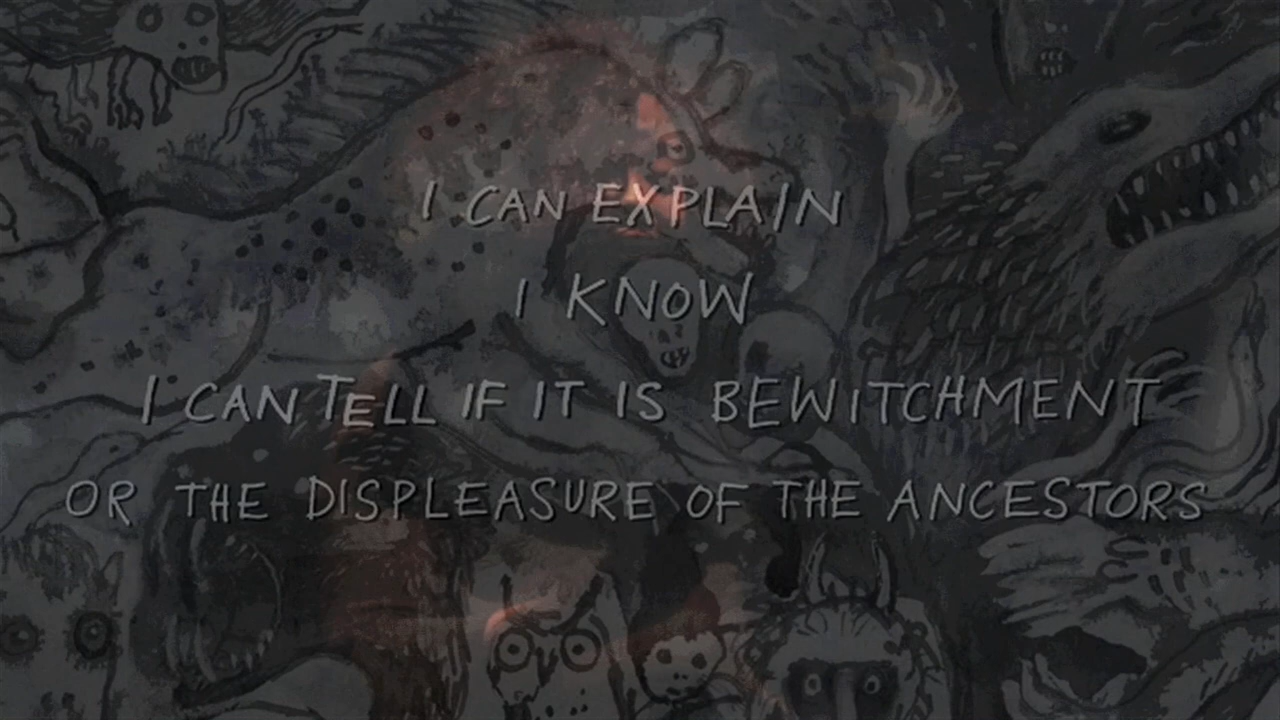 I CAN EXPLAIN
I KNOW
I CAN TELL IF IT IS BEWITCHMENT
OR THE DISPLEASURE OF THE ANCESTORS